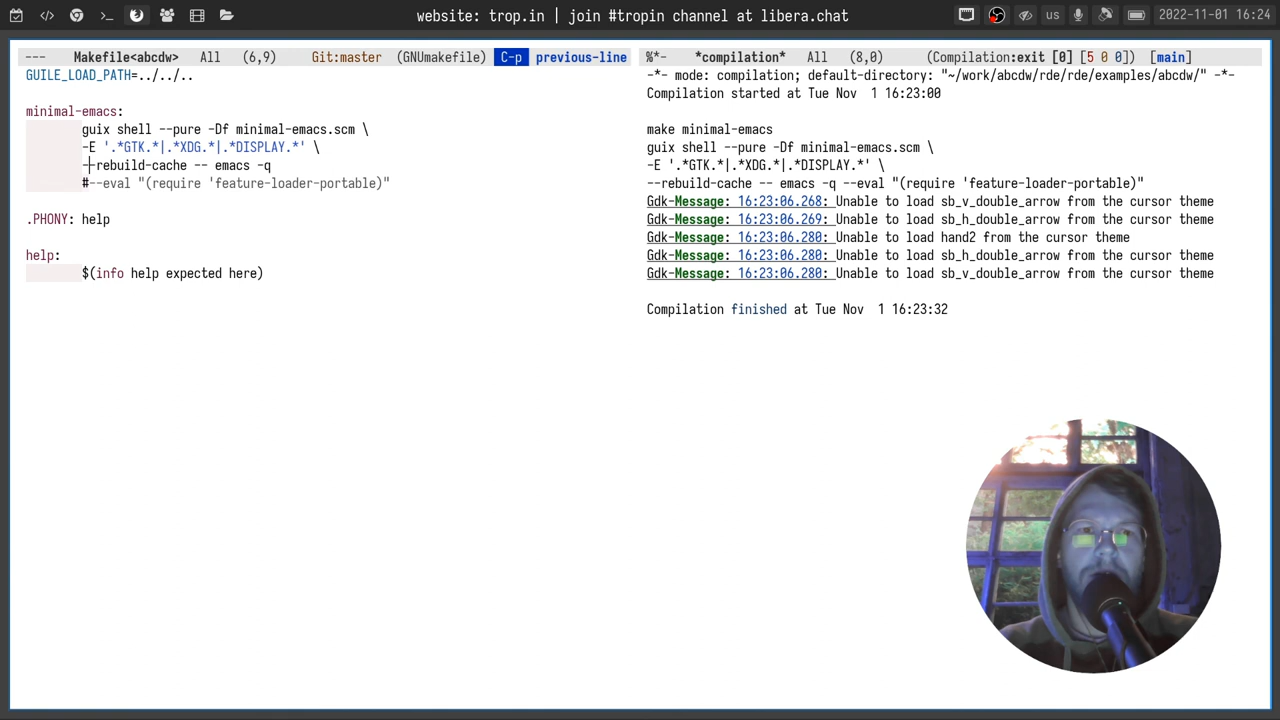 website: trop.in | join #tropin channel at libera.chat
us
2022-11-01 16:24
--- Makefile<abcdw> All (6,9) Git:master (GNUmakefile) C-p previous-line
GUILE_LOAD_PATH=../../..
minimal-emacs:
guix shell --pure -Df minimal-emacs.scm \
-E '.*GTK.*|.*XDG.*|.*DISPLAY.*' \
--rebuild-cache -- emacs -q
#--eval "(require 'feature-loader-portable)"
.PHONY: help
help:
$(info help expected here)
%*- *compilation* All (8,0) (Compilation:exit [0] [5 0 0]) [main]
-*- mode: compilation; default-directory: "~/work/abcdw/rde/rde/examples/abcdw/" -*-
Compilation started at Tue Nov 1 16:23:00
make minimal-emacs
guix shell --pure -Df minimal-emacs.scm \
-E '.*GTK.*|.*XDG.*|.*DISPLAY.*' \
--rebuild-cache -- emacs -q --eval "(require 'feature-loader-portable)"
Gdk-Message: 16:23:06.268: Unable to load sb_v_double_arrow from the cursor theme
Gdk-Message: 16:23:06.269: Unable to load sb_h_double_arrow from the cursor theme
Gdk-Message: 16:23:06.280: Unable to load hand2 from the cursor theme
Gdk-Message: 16:23:06.280: Unable to load sb_h_double_arrow from the cursor theme
Gdk-Message: 16:23:06.280: Unable to load sb_v_double_arrow from the cursor theme
Compilation finished at Tue Nov 1 16:23:32